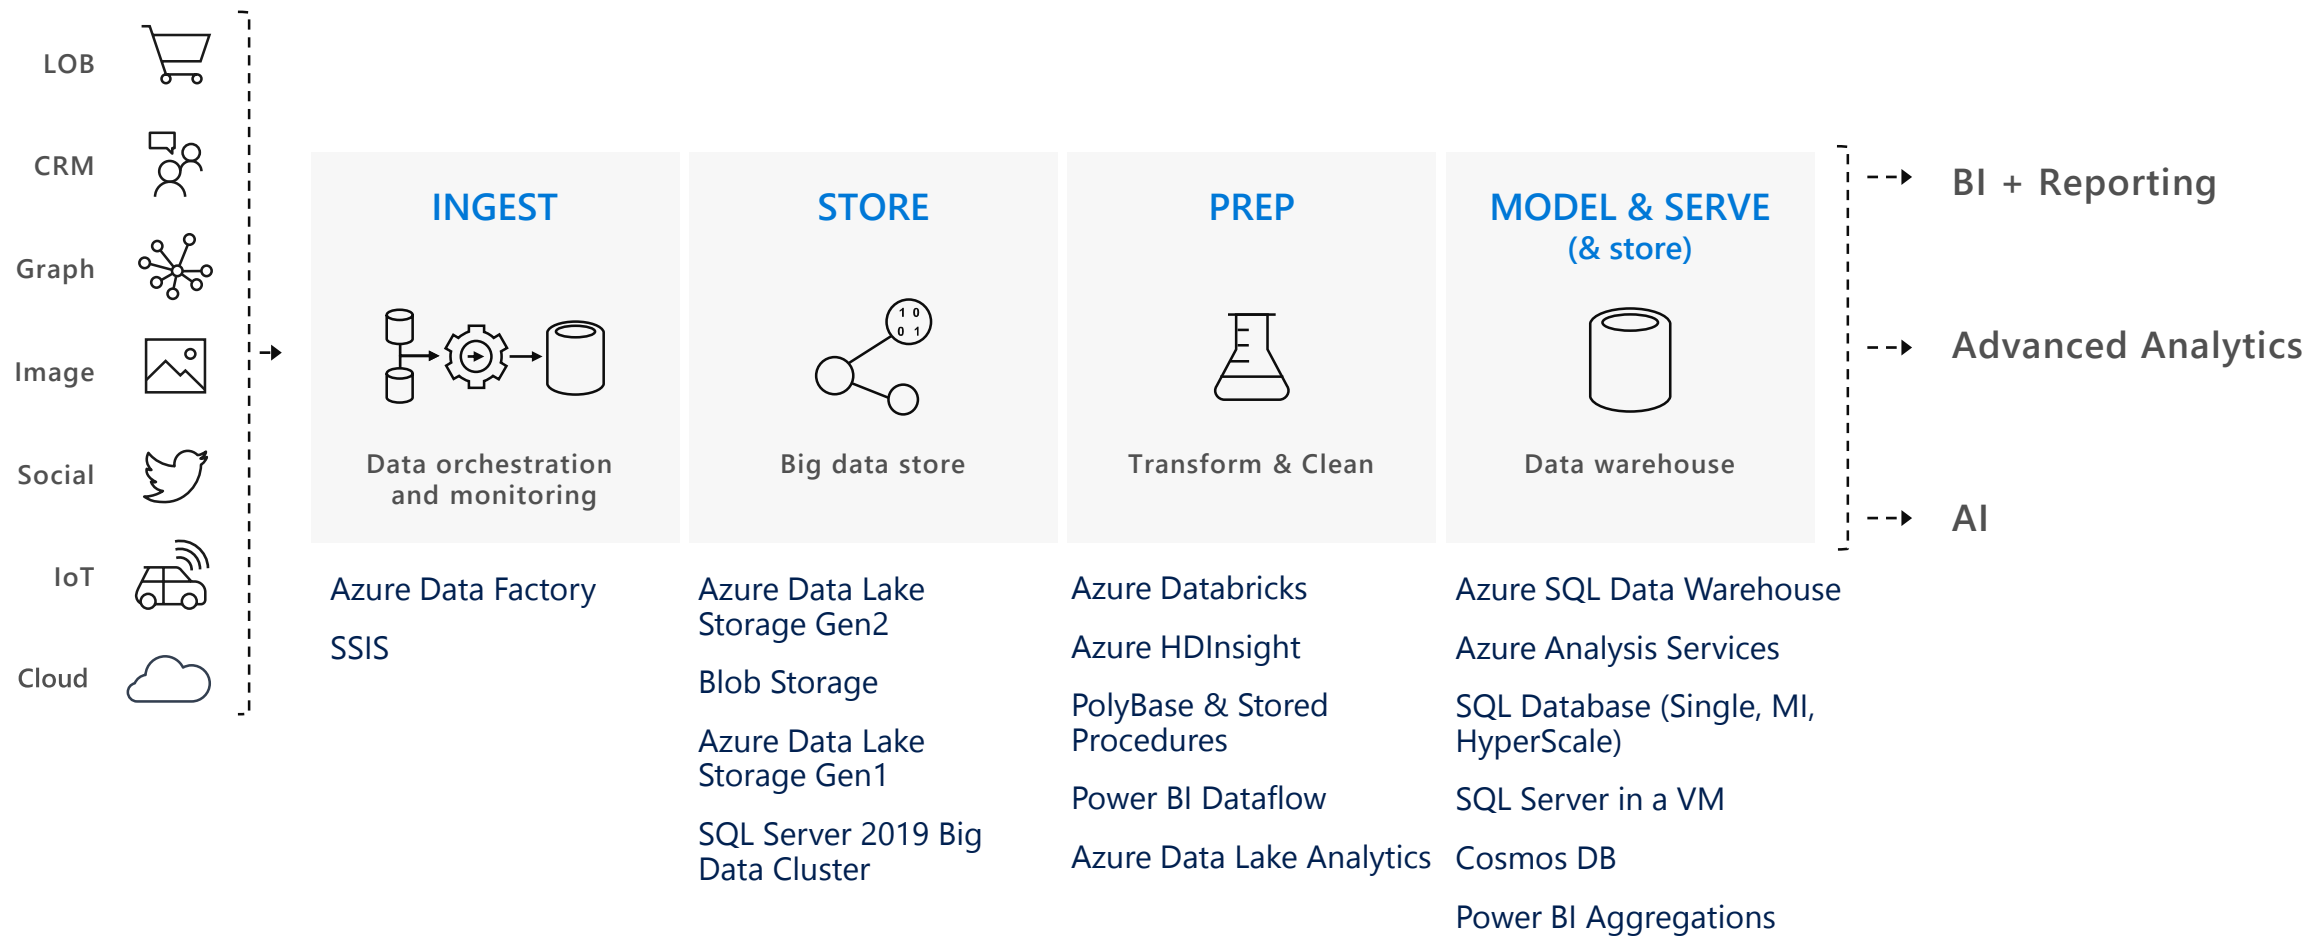 LOB
CRM
Graph
Image
Social
IoT
Cloud
INGEST
Data orchestration
and monitoring
Azure Data Factory
SSIS
STORE
1 0
0 1
Big data store
Azure Data Lake
Storage Gen2
Blob Storage
Azure Data Lake
Storage Gen1
SQL Server 2019 Big
Data Cluster
PREP
Transform & Clean
Azure Databricks
Azure HDInsight
PolyBase & Stored
Procedures
Power BI Dataflow
Azure Data Lake Analytics
MODEL & SERVE
(& store)
Data warehouse
Azure SQL Data Warehouse
Azure Analysis Services
SQL Database (Single, MI,
HyperScale)
SQL Server in a VM
Cosmos DB
Power BI Aggregations
BI + Reporting
Advanced Analytics
AI